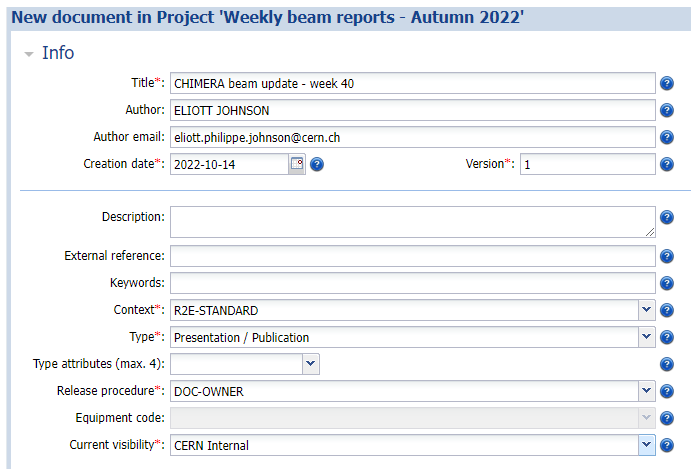 New document in Project 'Weekly beam reports - Autumn 2022'
Info
Title*: CHIMERA beam update - week 40
Author: ELIOTT JOHNSON
Author email: eliott.philippe.johnson@cern.ch
Creation date*: 2022-10-14 Version*: 1
Description:
External reference:
Keywords:
Context*: R2E-STANDARD
Type*: Presentation / Publication
Type attributes (max. 4):
Release procedure*: DOC-OWNER
Equipment code:
Current visibility*: CERN Internal